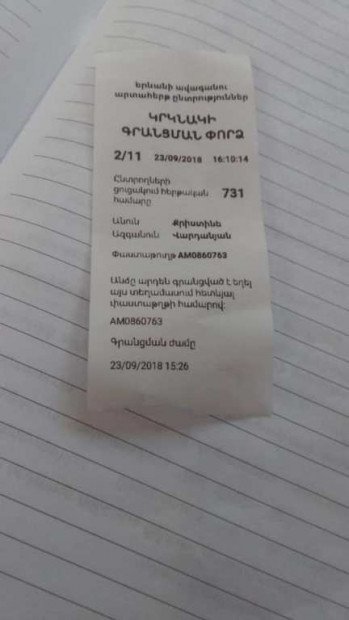 Երևանի ավագանու
արտահերթ ընտրություններ
ԿՐԿՆԱԿԻ
ԳՐԱՆՑՄԱՆ ՓՈՐՁ
2/11 23/09/2018 16:10:14
Ընտրողների
ցուցակում հերթական 731
համարը
Անուն Քրիստինե
Ազգանուն Վարդանյան
Փաստաթուղթ AM0860763
Անձը արդեն գրանցված է եղել
այս տեղամասում հետևյալ
փաստաթղթի համարով:
AM0860763
Գրանցման ժամը
23/09/2018 15:26